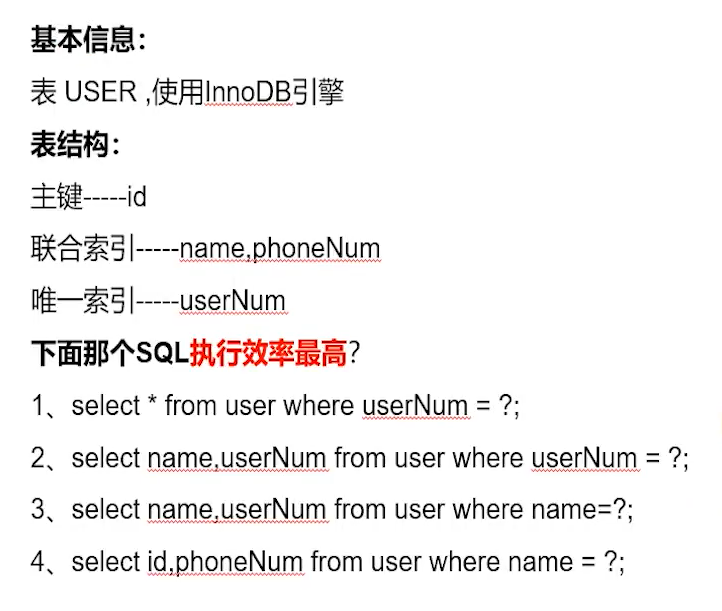 基本信息：
表 USER ,使用InnoDB引擎
表结构：
主键-----id
联合索引-----name,phoneNum
唯一索引-----userNum
下面那个SQL执行效率最高?
1、select * from user where userNum = ?;
2、select name,userNum from user where userNum = ?;
3、select name,userNum from user where name=?;
4、select id,phoneNum from user where name = ?;